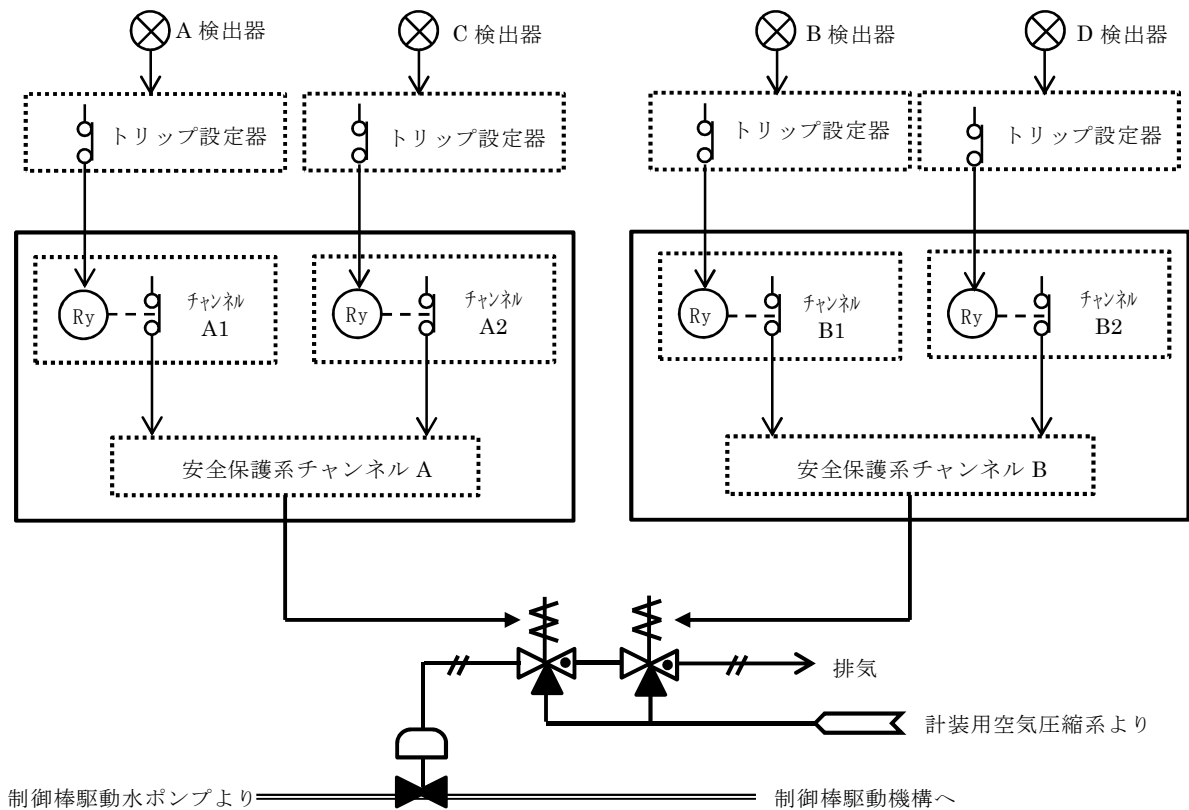 A 検出器
C 検出器
B 検出器
D 検出器
トリップ設定器
トリップ設定器
トリップ設定器
トリップ設定器
Ry
チャンネル
A1
Ry
チャンネル
A2
Ry
チャンネル
B1
Ry
チャンネル
B2
安全保護系チャンネル A
安全保護系チャンネル B
排気
計装用空気圧縮系より
制御棒駆動水ポンプより
制御棒駆動機構へ